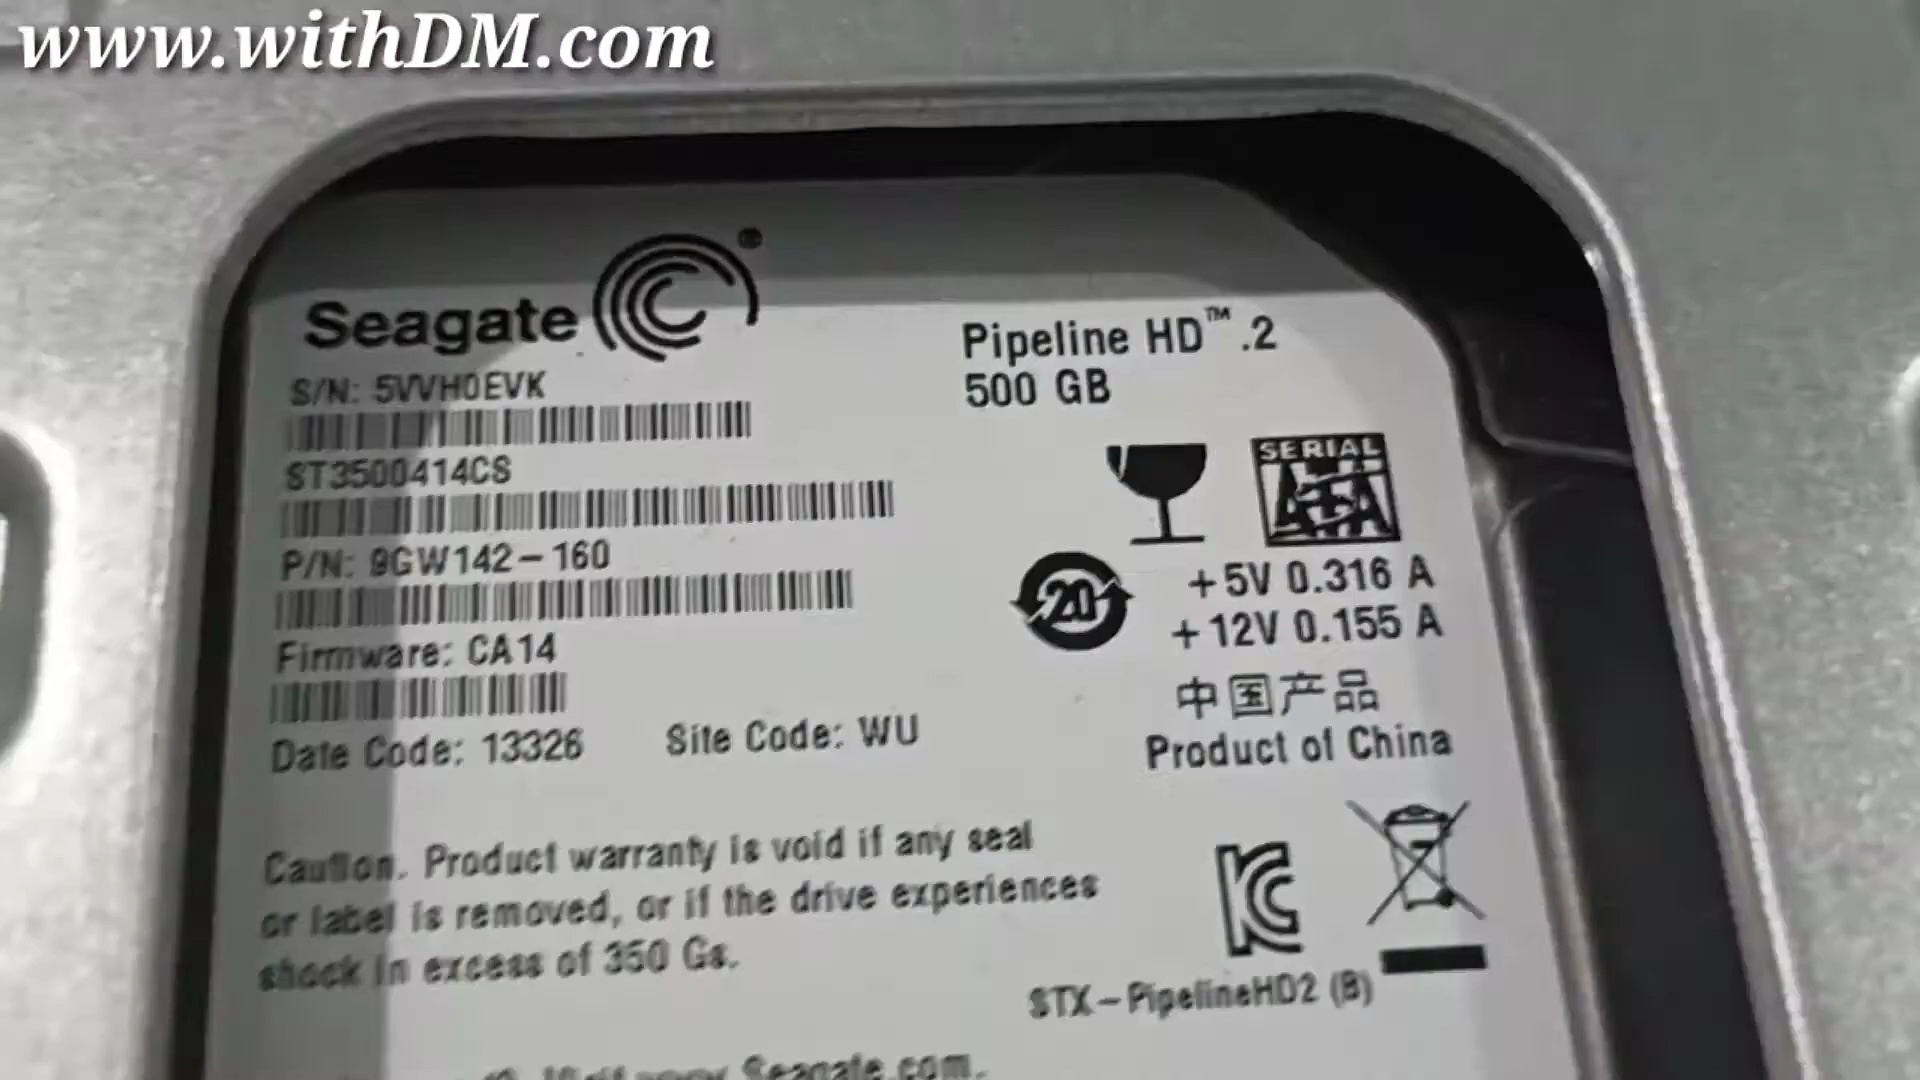 www.withDM.com
Seagate ®
Pipeline HD™ .2
500 GB
S/N: 5VVH0EVK
ST3500414CS
SERIAL
ATA
P/N: 9GW142-160
20
+5V 0.316 A
+12V 0.155 A
Firmware: CA14
中国产品
Date Code: 13326 Site Code: WU
Product of China
Caution. Product warranty is void if any seal
or label is removed, or if the drive experiences
shock in excess of 350 Gs.
STX-PipelineHD2 (B)
www.Seagate.com.